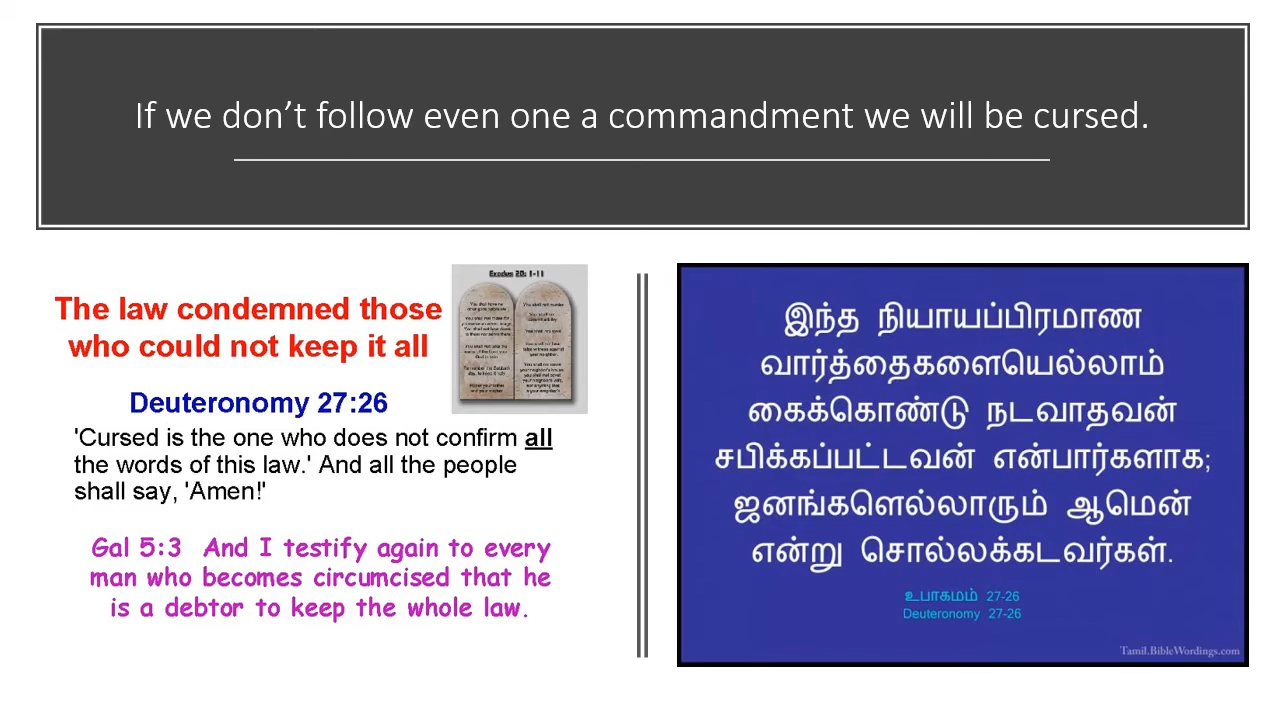 If we don’t follow even one a commandment we will be cursed.
The law condemned those
who could not keep it all
Exodus 20: 1-11
Deuteronomy 27:26
'Cursed is the one who does not confirm all
the words of this law.' And all the people
shall say, 'Amen!'
Gal 5:3 And I testify again to every
man who becomes circumcised that he
is a debtor to keep the whole law.
இந்த நியாயப்பிரமாண
வார்த்தைகளையெல்லாம்
கைக்கொண்டு நடவாதவன்
சபிக்கப்பட்டவன் என்பார்களாக;
ஜனங்களெல்லாரும் ஆமென்
என்று சொல்லக்கடவர்கள்.
உபாகமம் 27-26
Deuteronomy 27-26
Tamil.BibleWordings.com